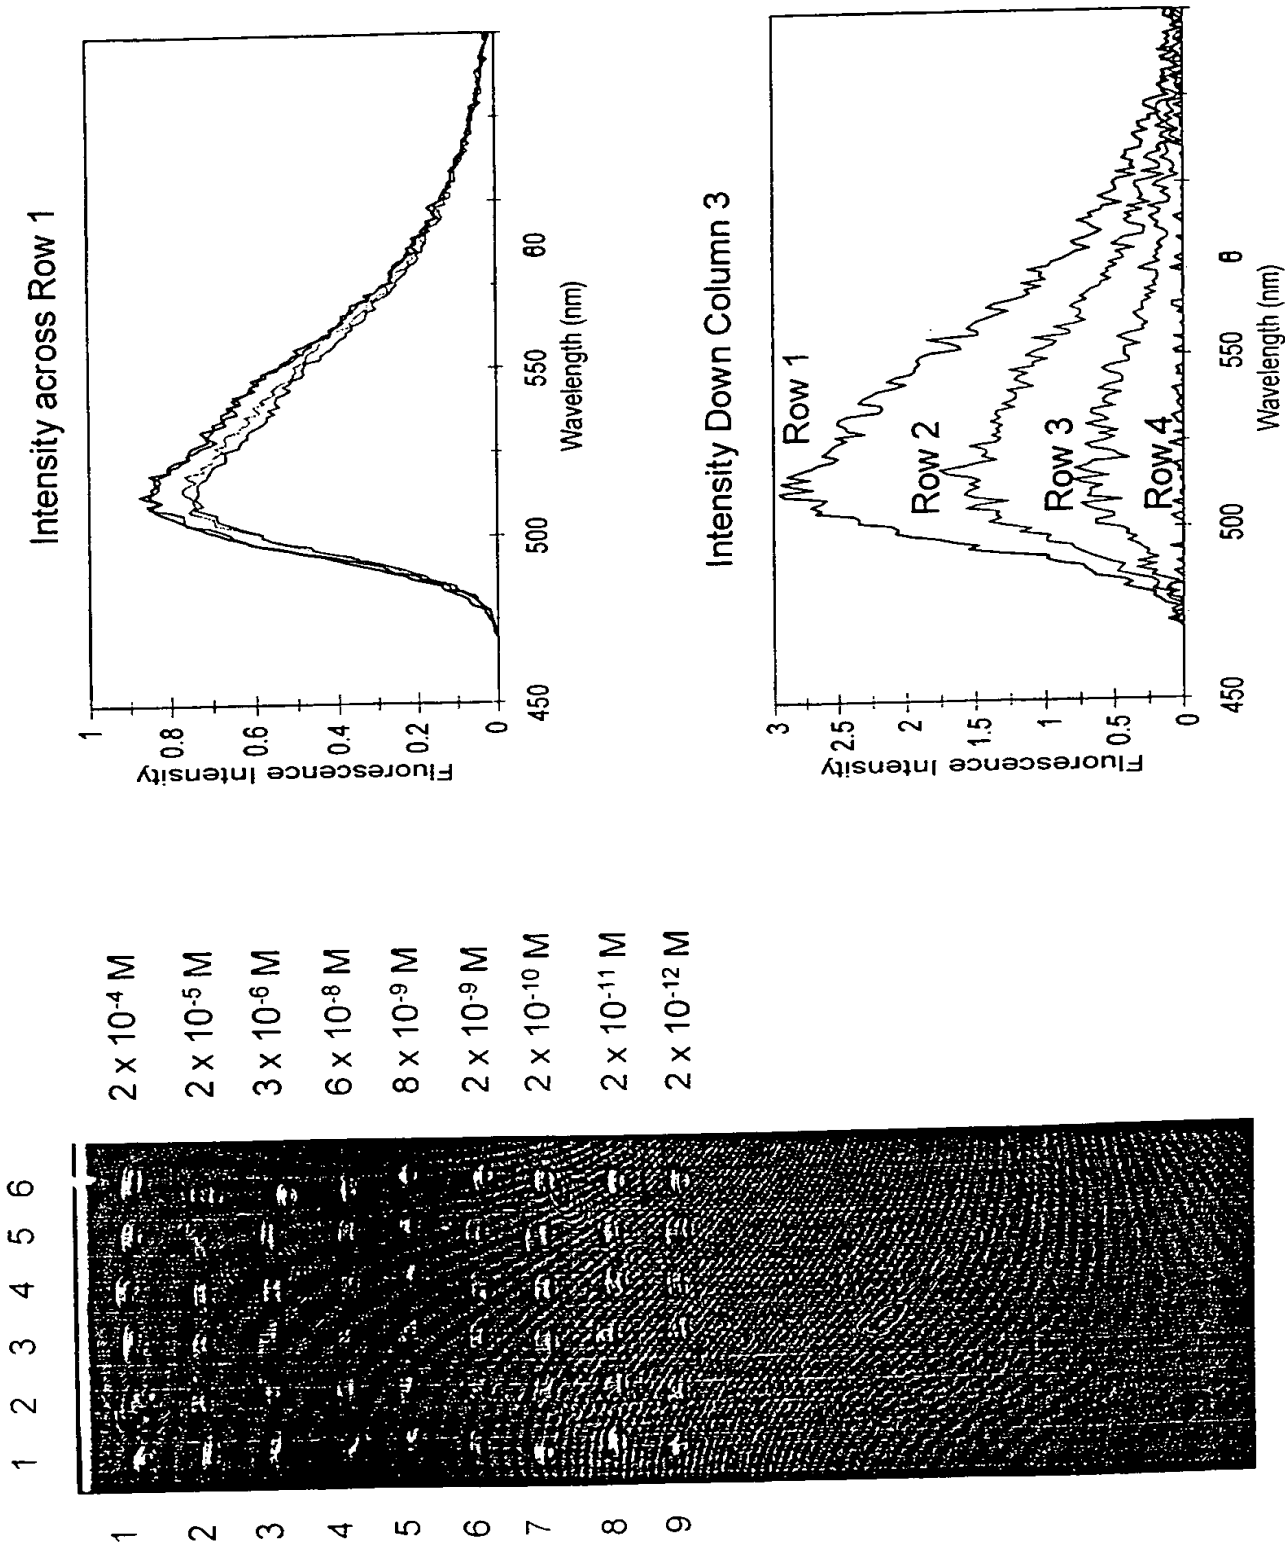 1 2 3 4 5 6
1 2 x 10⁻⁴ M
2 2 x 10⁻⁵ M
3 3 x 10⁻⁶ M
4 6 x 10⁻⁸ M
5 8 x 10⁻⁹ M
6 2 x 10⁻⁹ M
7 2 x 10⁻¹⁰ M
8 2 x 10⁻¹¹ M
9 2 x 10⁻¹² M
Intensity across Row 1
Fluorescence Intensity
1
0.8
0.6
0.4
0.2
0
450 500 550
Wavelength (nm)
Intensity Down Column 3
Fluorescence Intensity
3
2.5
2
1.5
1
0.5
0
Row 1
Row 2
Row 3
Row 4
450 500 550
Wavelength (nm)